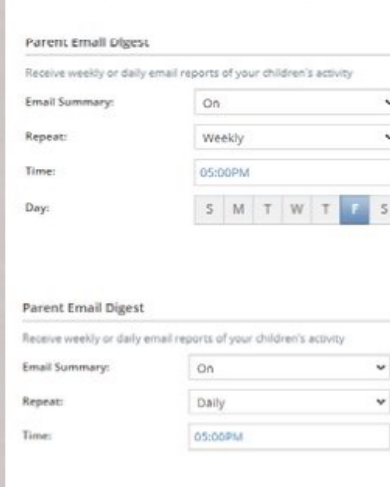 Parent Email Digest
Receive weekly or daily email reports of your children's activity
Email Summary: On
Repeat: Weekly
Time: 05:00PM
Day: S M T W T F S
Parent Email Digest
Receive weekly or daily email reports of your children's activity
Email Summary: On
Repeat: Daily
Time: 05:00PM